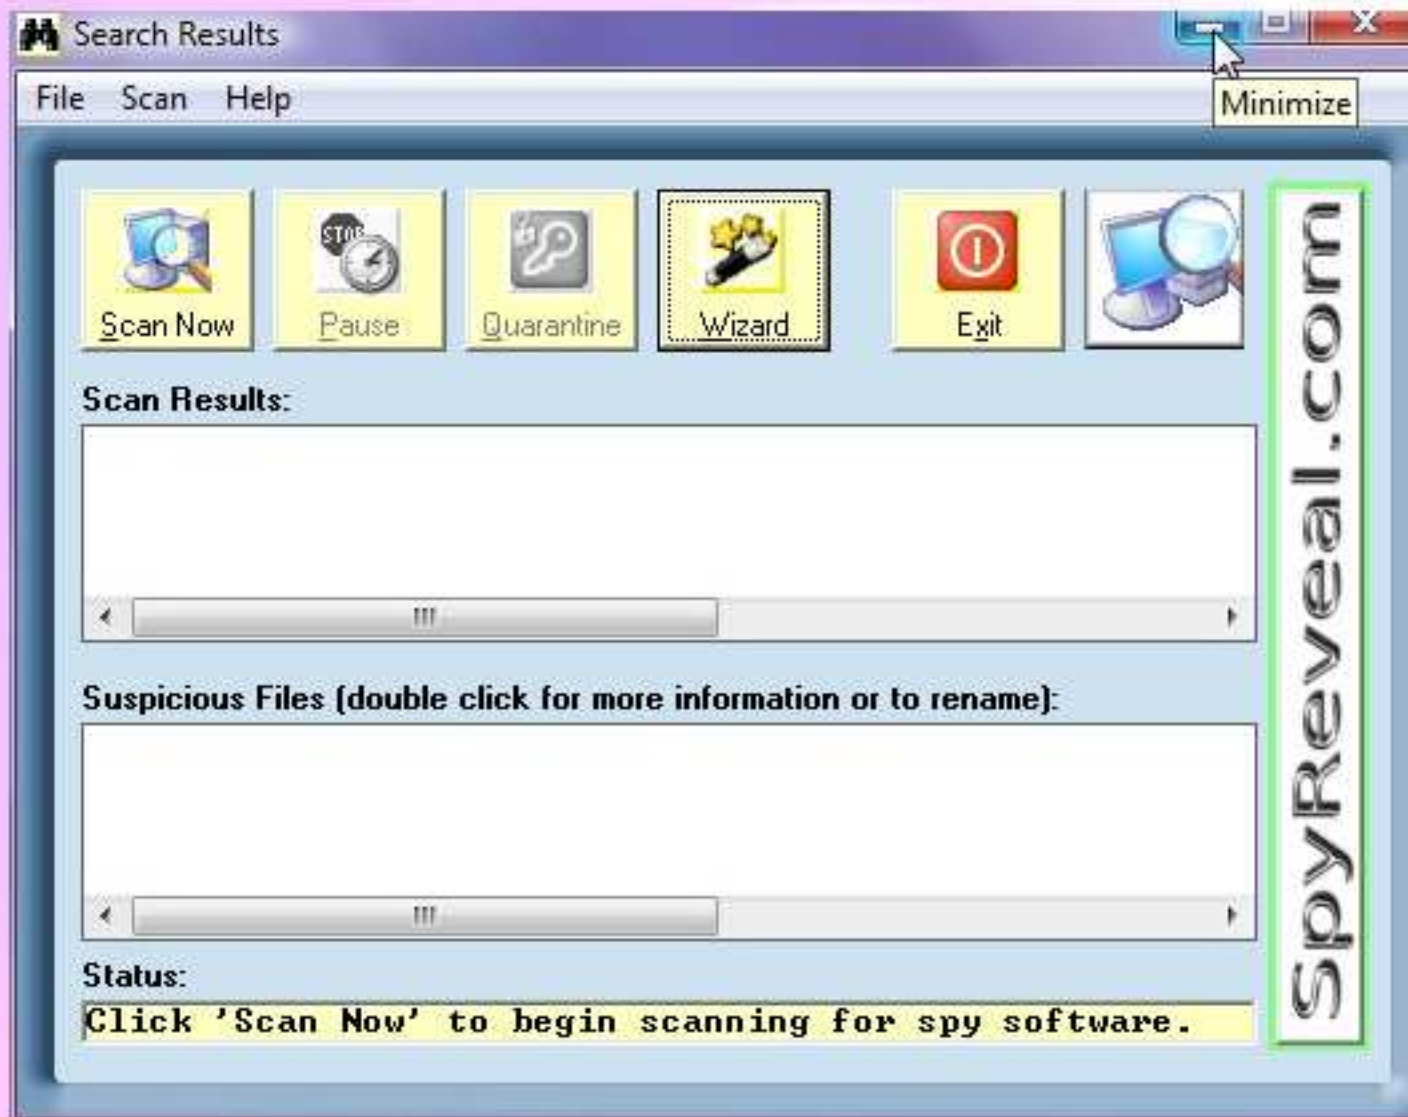 Search Results
File Scan Help
Minimize
STOP
Scan Now Pause Quarantine Wizard Exit
Scan Results:
Suspicious Files (double click for more information or to rename):
Status:
Click 'Scan Now' to begin scanning for spy software.
SpyReveal.com